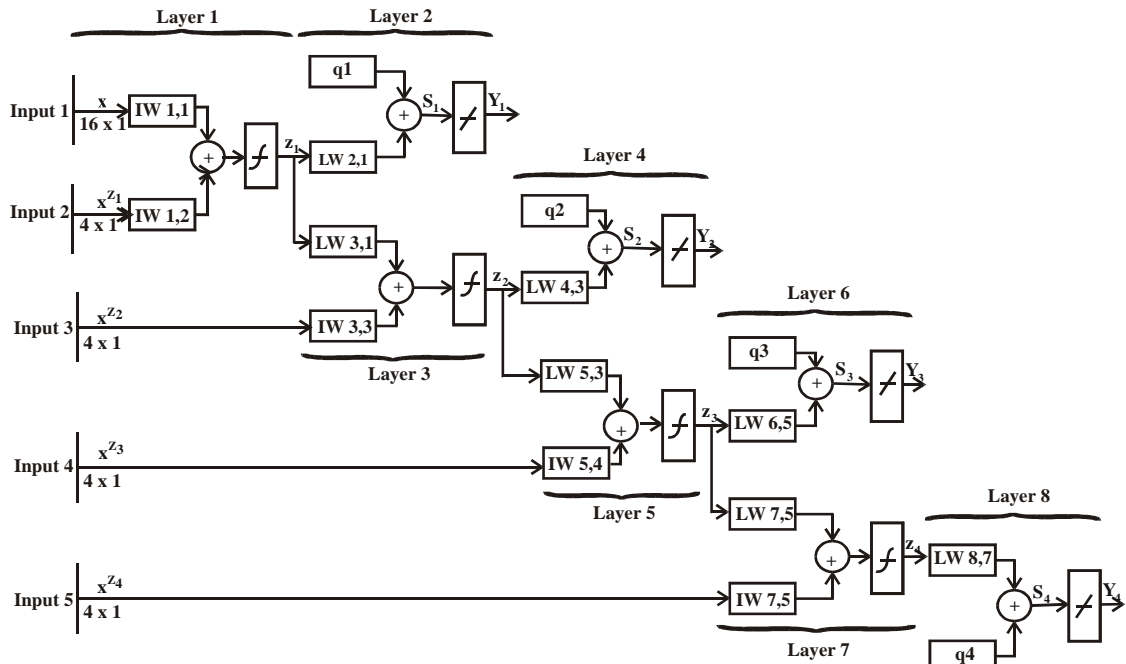 Layer 1
Layer 2
q1
Input 1
x
16 x 1
IW 1,1
+
S1
Y1
z1
LW 2,1
Input 2
xZ1
4 x 1
IW 1,2
Layer 4
q2
LW 3,1
+
S2
Y2
+
z2
LW 4,3
Input 3
xZ2
4 x 1
IW 3,3
Layer 3
Layer 6
q3
LW 5,3
+
S3
Y3
+
z3
LW 6,5
Input 4
xZ3
4 x 1
IW 5,4
Layer 5
Layer 8
LW 7,5
+
z4
LW 8,7
Input 5
xZ4
4 x 1
IW 7,5
+
S4
Y4
Layer 7
q4
+